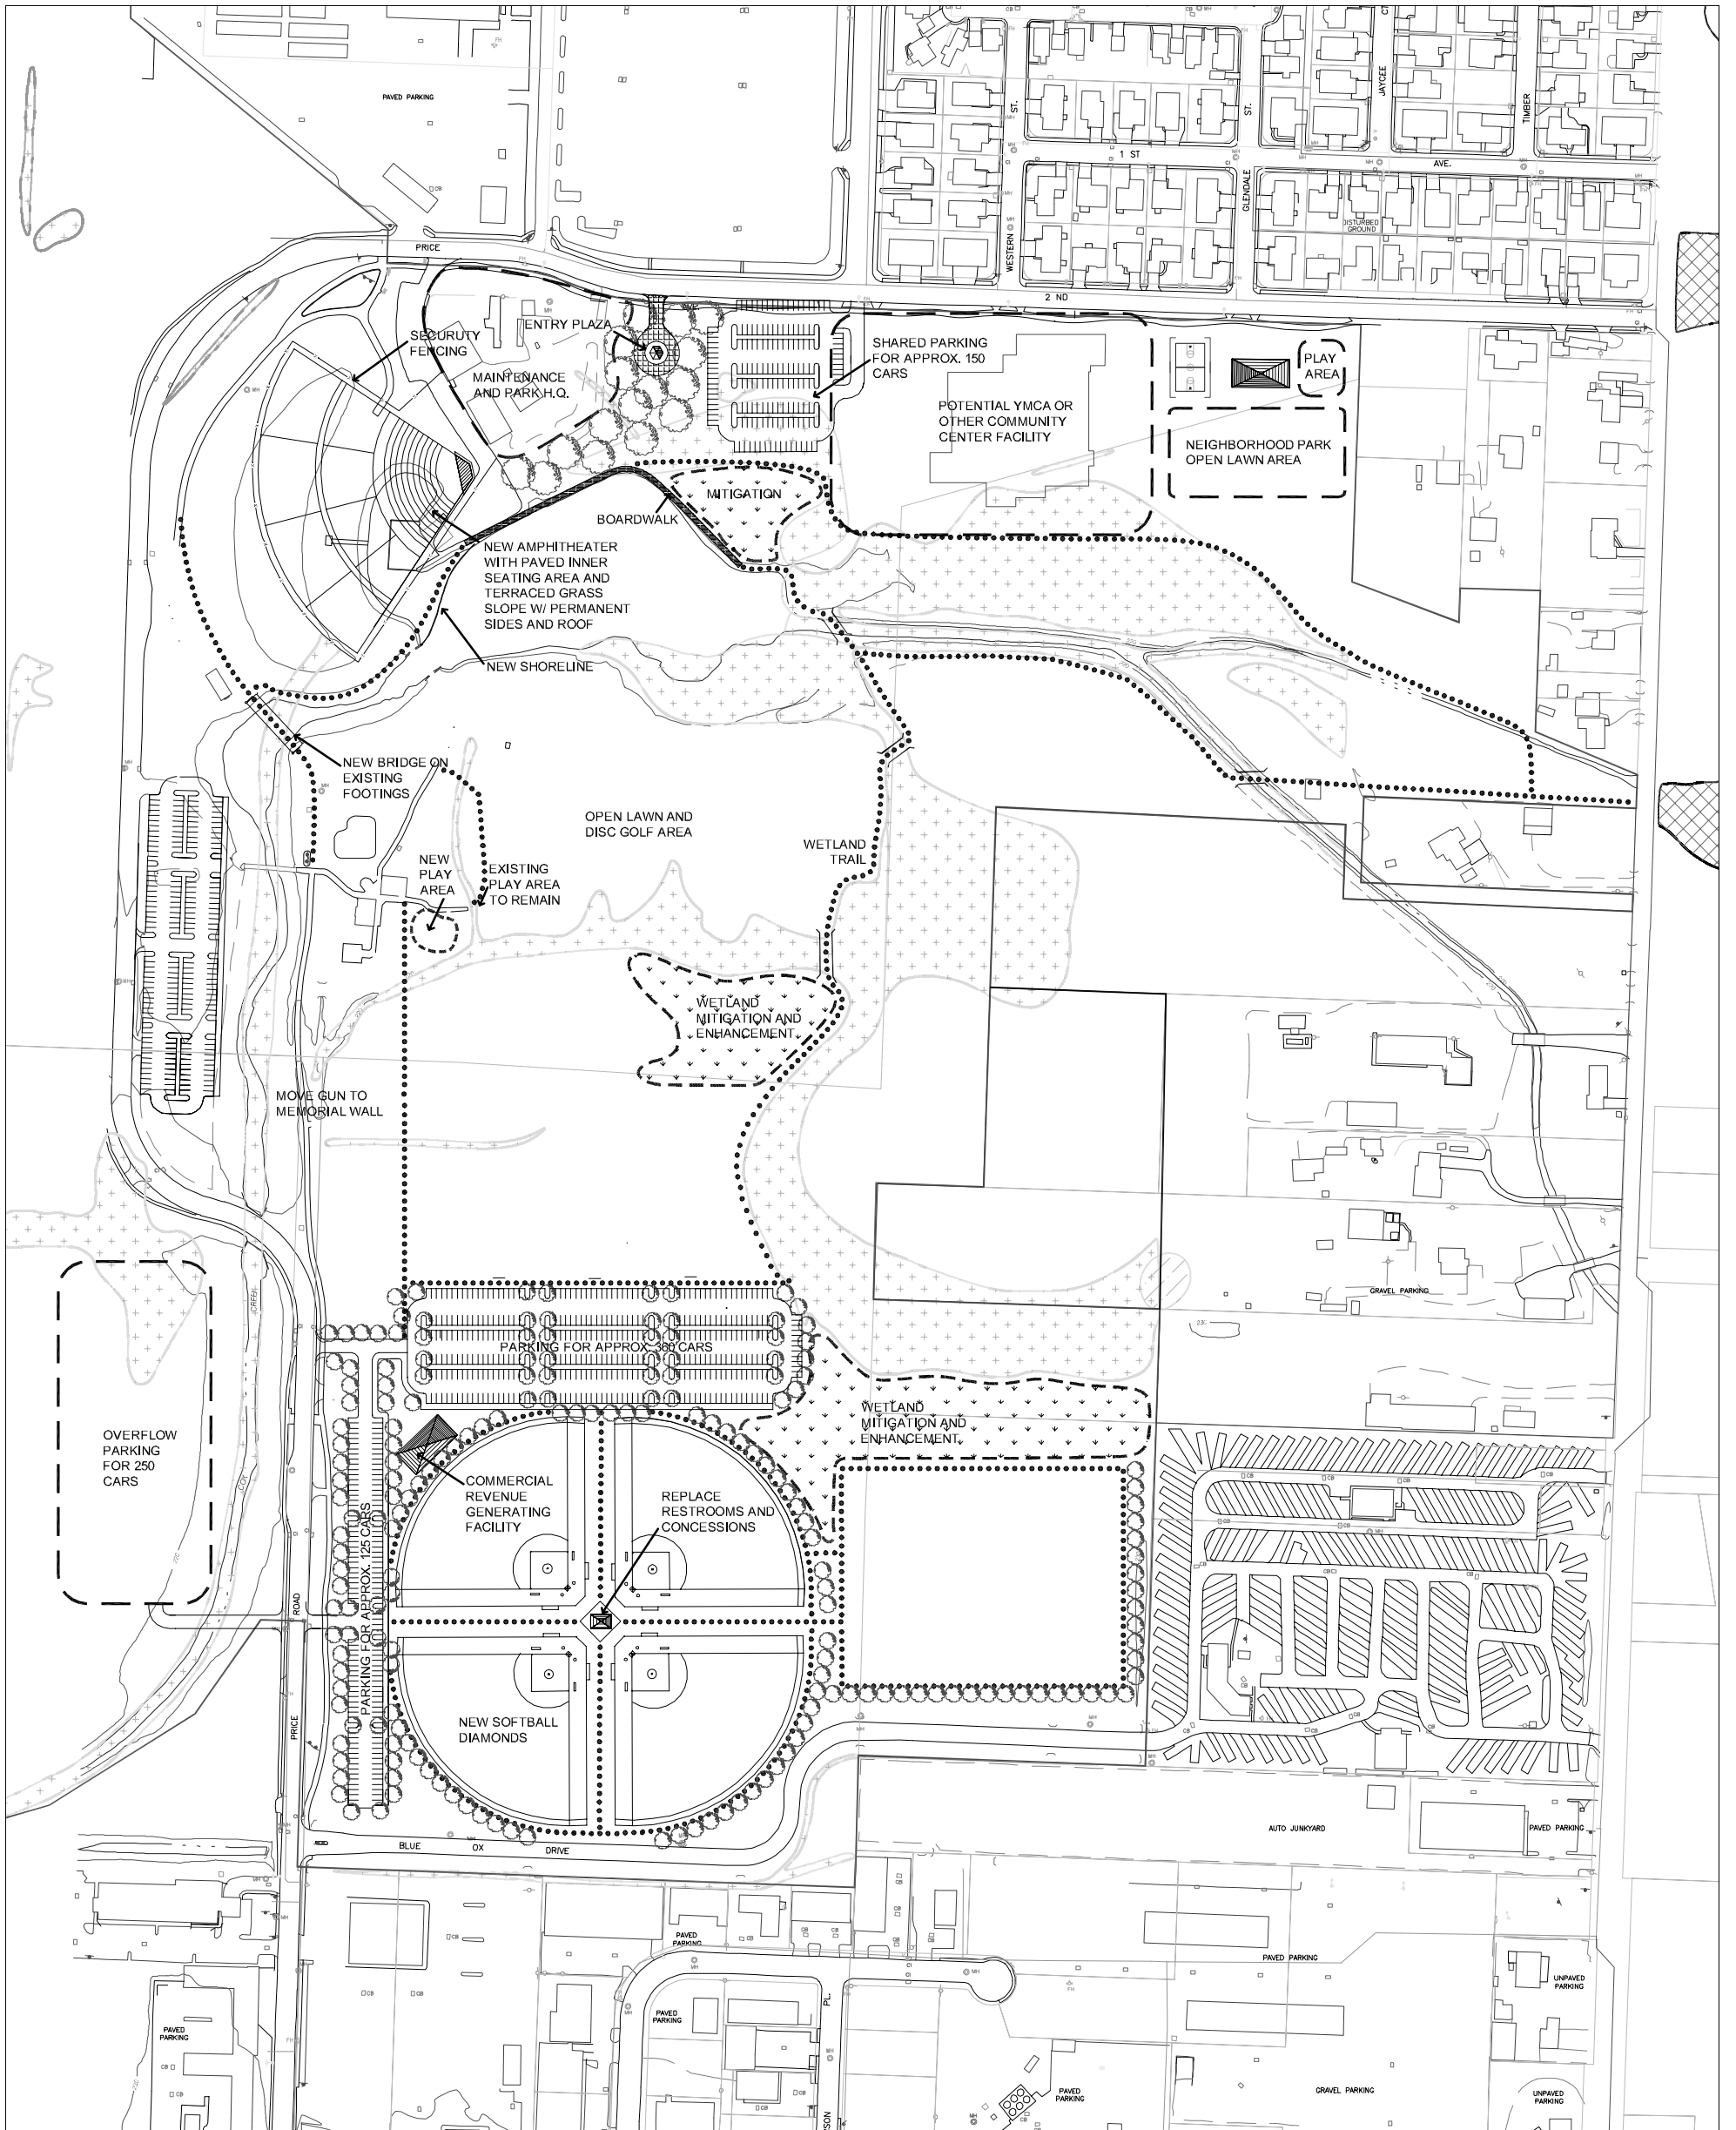 PAVED PARKING
WESTERN
ST.
GLENDALE
ST.
JAYCEE
TIMBER
1 ST
AVE.
DISTURBED
GROUND
PRICE
2 ND
SECURUTY
FENCING
ENTRY PLAZA
MAINTENANCE
AND PARK H.Q.
SHARED PARKING
FOR APPROX. 150
CARS
POTENTIAL YMCA OR
OTHER COMMUNITY
CENTER FACILITY
PLAY
AREA
NEIGHBORHOOD PARK
OPEN LAWN AREA
MITIGATION
BOARDWALK
NEW AMPHITHEATER
WITH PAVED INNER
SEATING AREA AND
TERRACED GRASS
SLOPE W/ PERMANENT
SIDES AND ROOF
NEW SHORELINE
NEW BRIDGE ON
EXISTING
FOOTINGS
OPEN LAWN AND
DISC GOLF AREA
WETLAND
TRAIL
NEW
PLAY
AREA
EXISTING
PLAY AREA
TO REMAIN
WETLAND
MITIGATION AND
ENHANCEMENT
MOVE GUN TO
MEMORIAL WALL
CREEK
COX
GRAVEL PARKING
PARKING FOR APPROX. 380 CARS
WETLAND
MITIGATION AND
ENHANCEMENT
OVERFLOW
PARKING
FOR 250
CARS
COMMERCIAL
REVENUE
GENERATING
FACILITY
REPLACE
RESTROOMS AND
CONCESSIONS
PARKING FOR APPROX. 125 CARS
ROAD
PRICE
NEW SOFTBALL
DIAMONDS
BLUE OX DRIVE
AUTO JUNKYARD
PAVED PARKING
PAVED
PARKING
PAVED PARKING
UNPAVED
PARKING
PAVED
PARKING
PAVED
PARKING
PL.
SON
PAVED
PARKING
GRAVEL PARKING
UNPAVED
PARKING